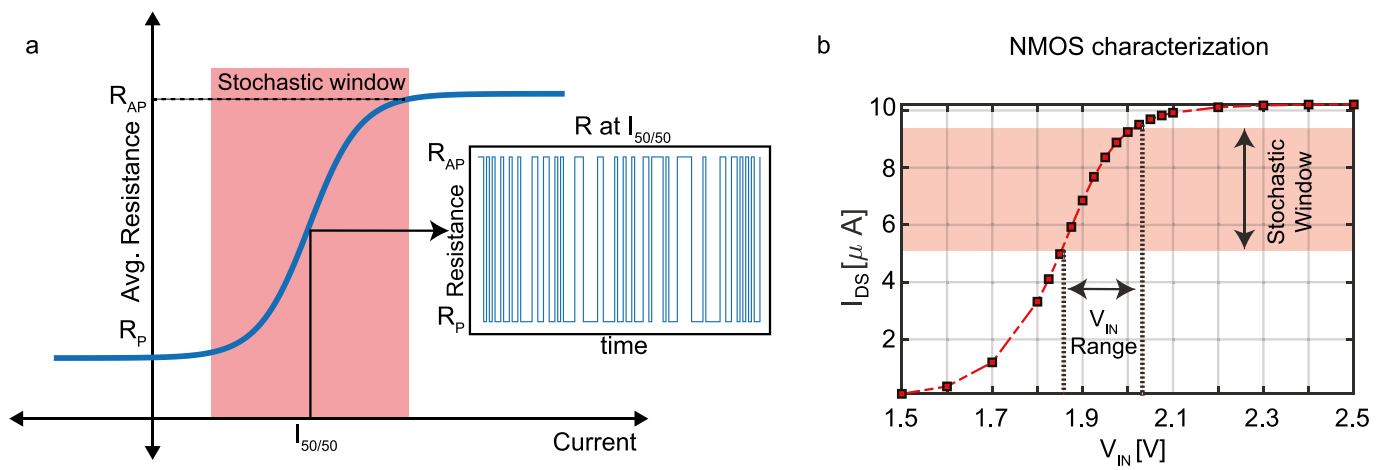 a
Stochastic window
R_AP
Avg. Resistance
R_P
I_50/50
Current
R at I_50/50
R_AP
Resistance
R_P
time
b
NMOS characterization
10
8
6
4
2
I_DS [μ A]
Stochastic
Window
V_IN
Range
1.5
1.7
1.9
2.1
2.3
2.5
V_IN [V]